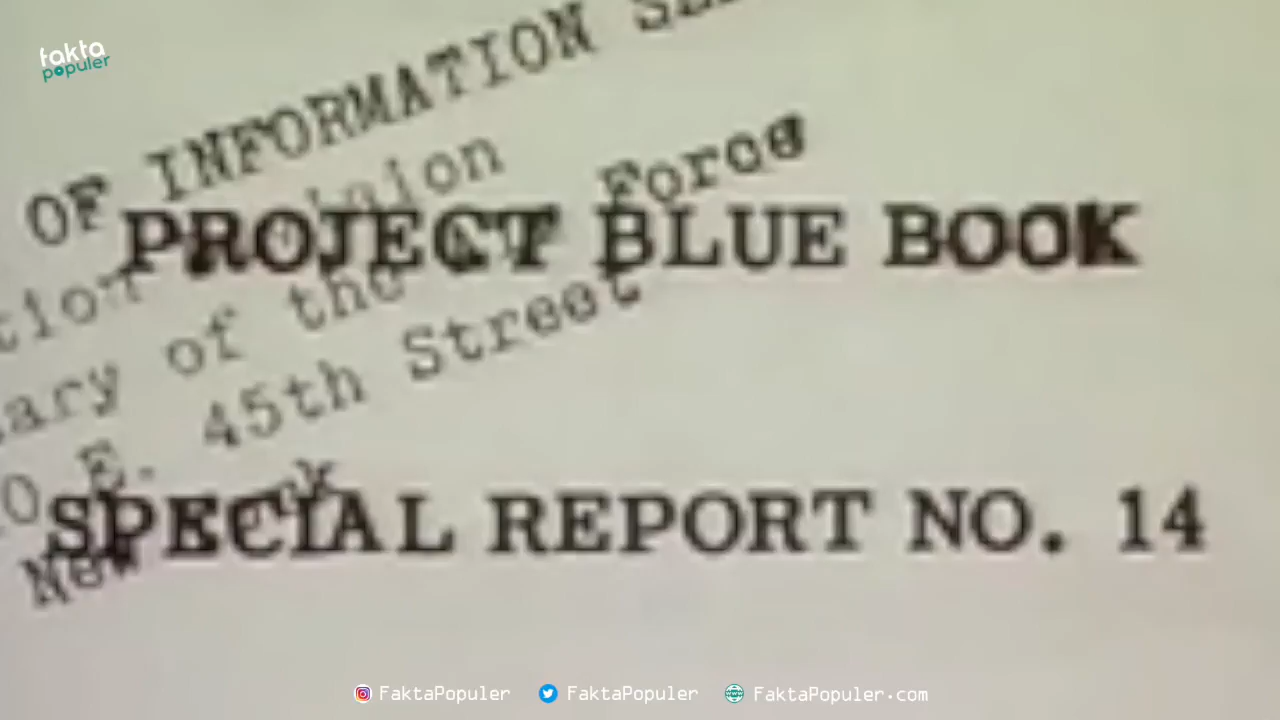 fakta
populer
OF INFORMATION
Force
PROJECT BLUE BOOK
of the
45th Street
E.
SPECIAL REPORT NO. 14
New
FaktaPopuler FaktaPopuler FaktaPopuler.com